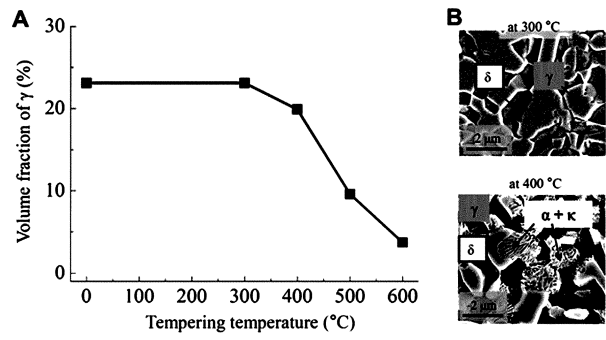 A
Volume fraction of γ (%)
30
20
10
0
0
100
200
300
400
500
600
Tempering temperature (°C)
B
at 300 °C
δ
γ
2 μm
at 400 °C
γ
α + κ
δ
2 μm